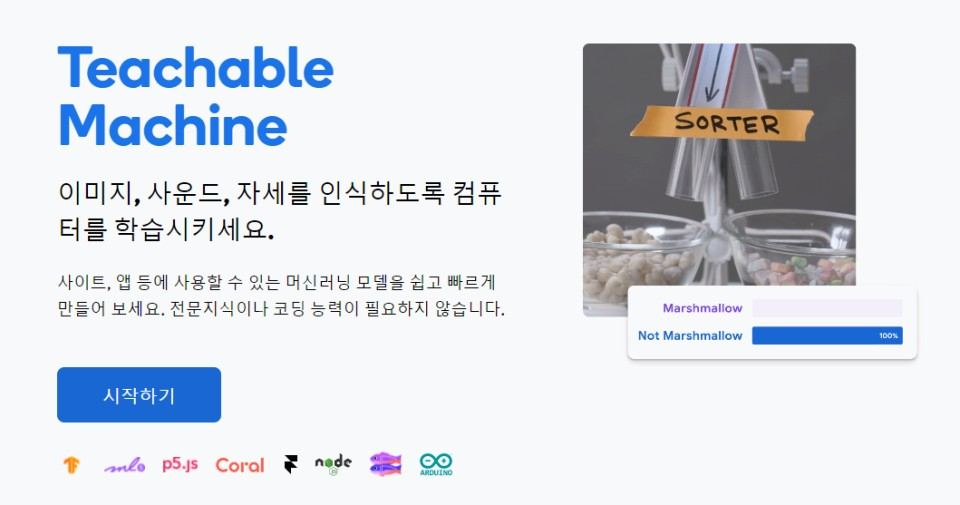 Teachable
Machine
이미지, 사운드, 자세를 인식하도록 컴퓨
터를 학습시키세요.
사이트, 앱 등에 사용할 수 있는 머신러닝 모델을 쉽고 빠르게
만들어 보세요. 전문지식이나 코딩 능력이 필요하지 않습니다.
시작하기
p5.js
Coral
node
JS
ARDUINO
SORTER
Marshmallow
Not Marshmallow
100%